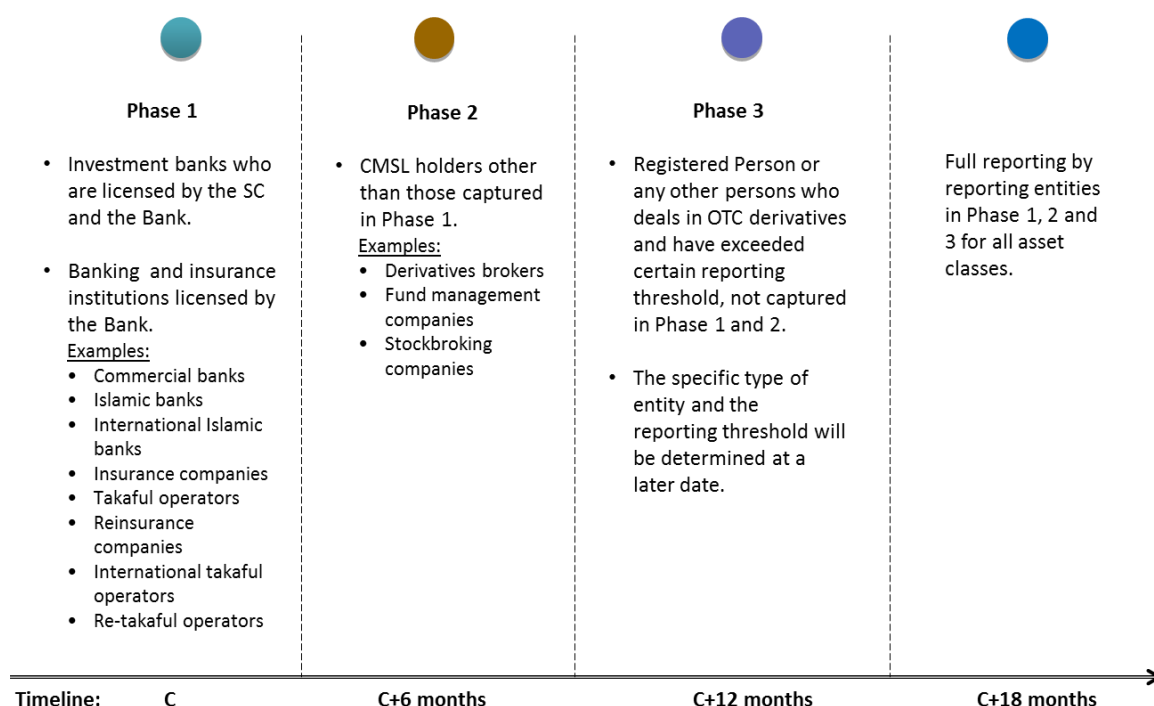 Phase 1
• Investment banks who
are licensed by the SC
and the Bank.
• Banking and insurance
institutions licensed by
the Bank.
Examples:
• Commercial banks
• Islamic banks
• International Islamic
banks
• Insurance companies
• Takaful operators
• Reinsurance
companies
• International takaful
operators
• Re-takaful operators
Phase 2
• CMSL holders other
than those captured
in Phase 1.
Examples:
• Derivatives brokers
• Fund management
companies
• Stockbroking
companies
Phase 3
• Registered Person or
any other persons who
deals in OTC derivatives
and have exceeded
certain reporting
threshold, not captured
in Phase 1 and 2.
• The specific type of
entity and the
reporting threshold will
be determined at a
later date.
Full reporting by
reporting entities
in Phase 1, 2 and
3 for all asset
classes.
Timeline: C C+6 months C+12 months C+18 months